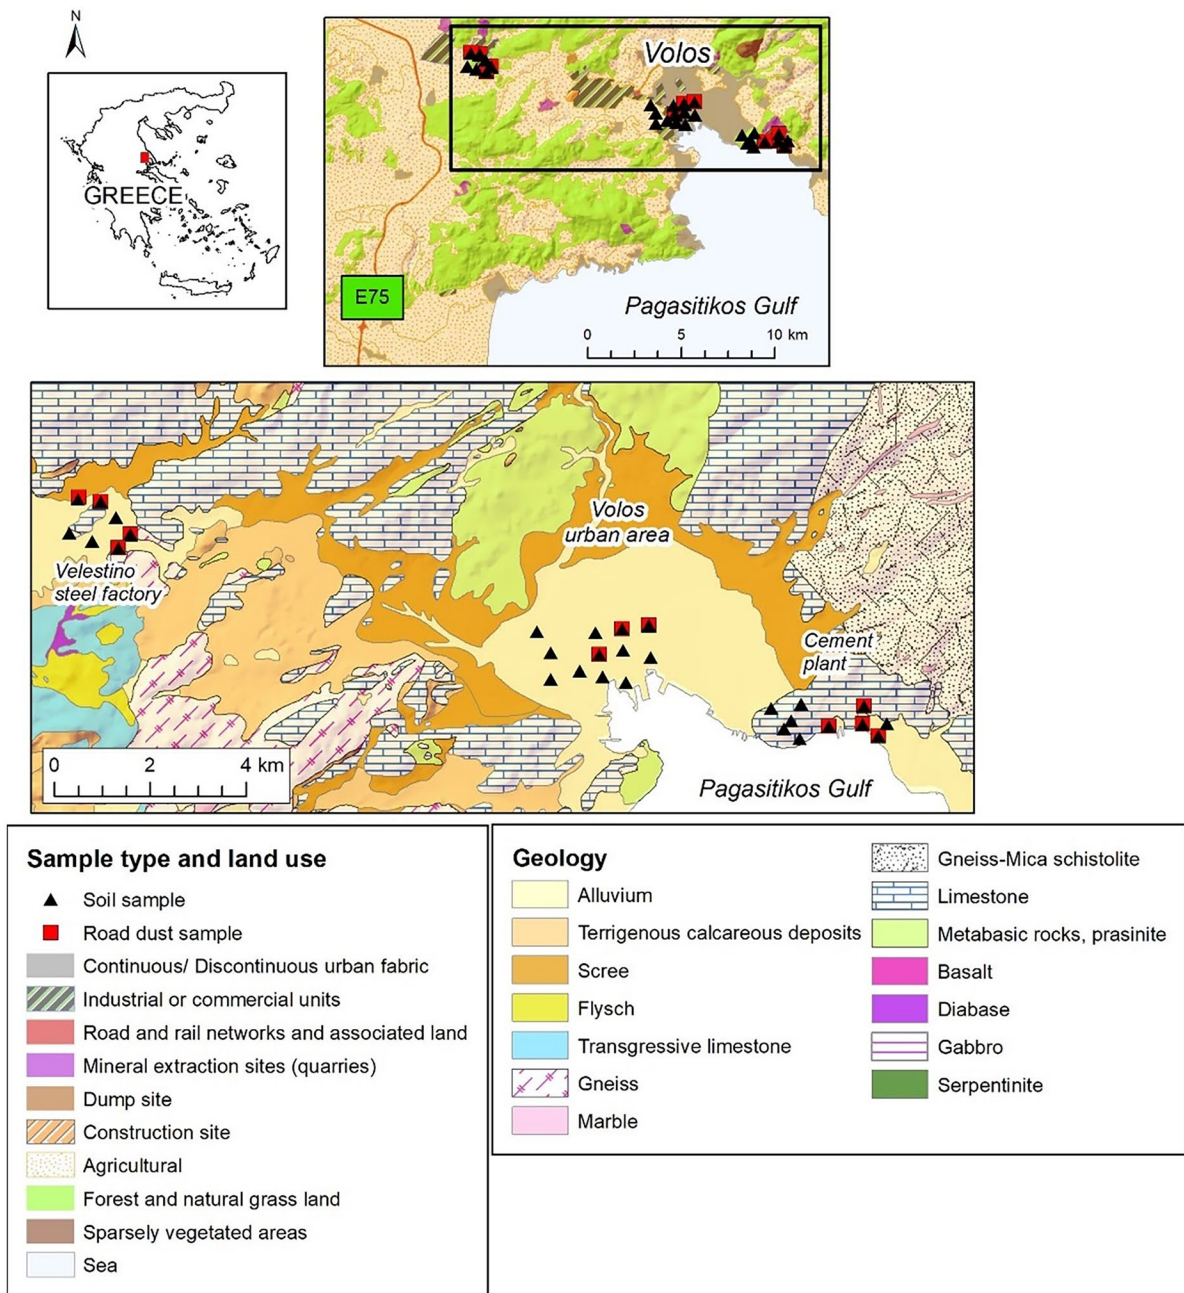 N
GREECE
Volos
E75
Pagasitikos Gulf
0 5 10 km
Volos
urban area
Velestino
steel factory
Cement
plant
0 2 4 km
Pagasitikos Gulf
Sample type and land use
Soil sample
Road dust sample
Continuous/ Discontinuous urban fabric
Industrial or commercial units
Road and rail networks and associated land
Mineral extraction sites (quarries)
Dump site
Construction site
Agricultural
Forest and natural grass land
Sparsely vegetated areas
Sea
Geology
Alluvium
Terrigenous calcareous deposits
Scree
Flysch
Transgressive limestone
Gneiss
Marble
Gneiss-Mica schistolite
Limestone
Metabasic rocks, prasinite
Basalt
Diabase
Gabbro
Serpentinite